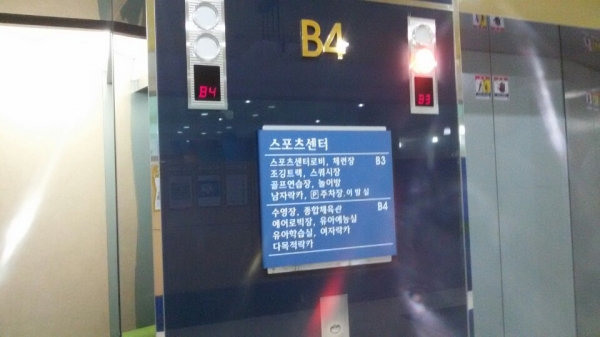 B4
B4
B3
스포츠센터
스포츠센터로버, 체련장 B3
조깅트랙, 스쿼시장
골프연습장, 놀이방
남자락카, P주차장.이발실
수영장, 종합체육관 B4
에어로빅장, 유아예능실
유아학습실, 여자락카
다목적락카